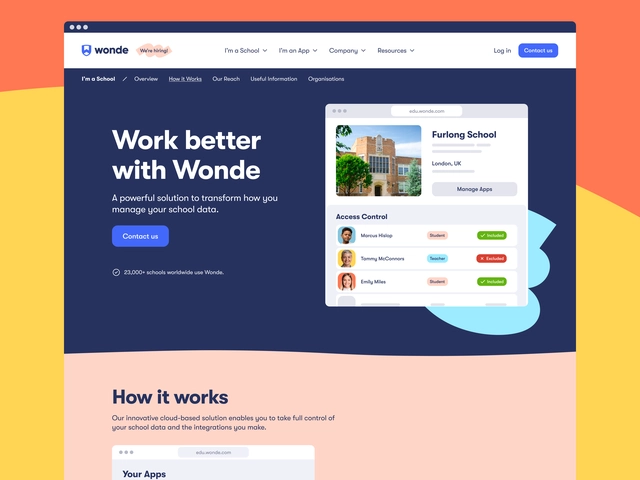 wonde
We're hiring!
I'm a School
I'm an App
Company
Resources
Log in
Contact us
I'm a School / Overview How It Works Our Reach Useful Information Organisations
edu.wonde.com
Work better
with Wonde
A powerful solution to transform how you
manage your school data.
Contact us
23,000+ schools worldwide use Wonde.
Furlong School
London, UK
Manage Apps
Access Control
Marcus Hislop Student Included
Tommy McConnors Teacher Excluded
Emily Miles Student Included
How it works
Our innovative cloud-based solution enables you to take full control of
your school data and the integrations you make.
edu.wonde.com
Your Apps